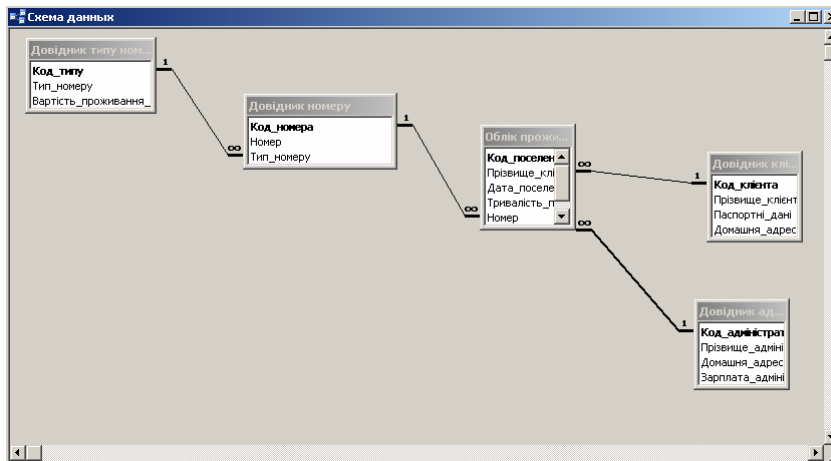 Схема данных
Довідник типу ном...
Код_типу
Тип_номеру
Вартість_проживання_
1
∞
Довідник номеру
Код_номера
Номер
Тип_номеру
1
∞
Облік прожи...
Код_поселен
Прізвище_клі
Дата_поселе
Тривалість_п
Номер
∞
∞
1
Довідник клі...
Код_клієнта
Прізвище_клієнт
Паспортні_дані
Домашня_адрес
1
Довідник ад...
Код_адміністрат
Прізвище_адміні
Домашня_адрес
Зарплата_адміні